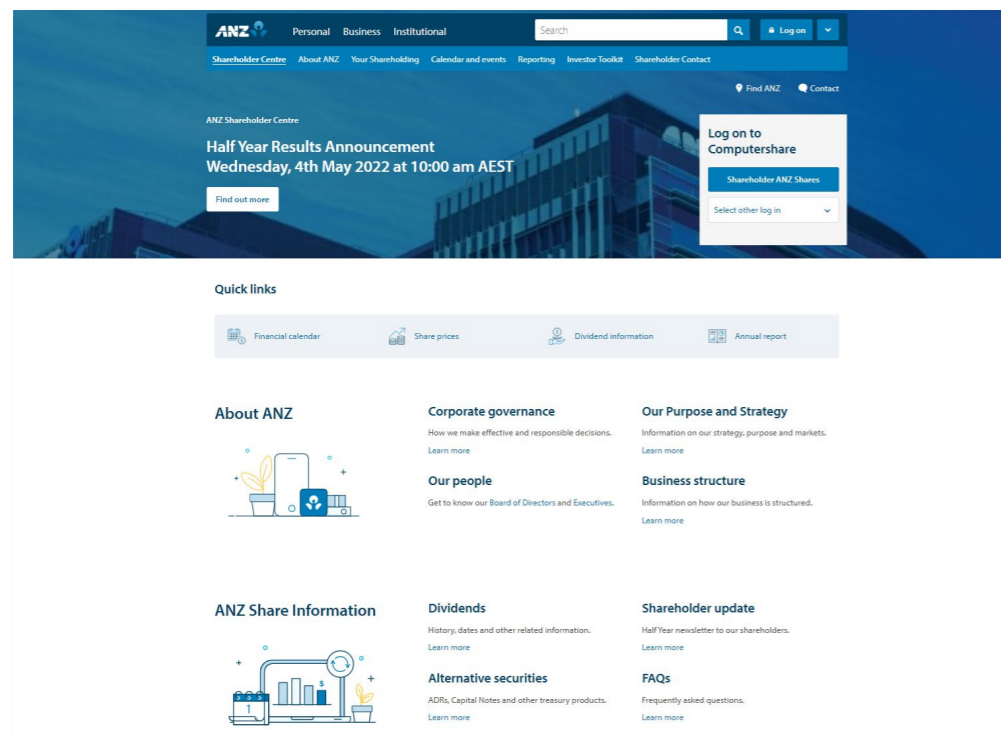 ANZ
Personal Business Institutional
Search
Log on
Shareholder Centre About ANZ Your Shareholding Calendar and events Reporting Investor Toolkit Shareholder Contact
Find ANZ Contact
ANZ Shareholder Centre
Half Year Results Announcement
Wednesday, 4th May 2022 at 10:00 am AEST
Find out more
Log on to
Computershare
Shareholder ANZ Shares
Select other log in
Quick links
Financial calendar Share prices Dividend information Annual report
About ANZ
Corporate governance
How we make effective and responsible decisions.
Learn more
Our Purpose and Strategy
Information on our strategy, purpose and markets.
Learn more
Our people
Get to know our Board of Directors and Executives.
Business structure
Information on how our business is structured.
Learn more
ANZ Share Information
$
1
Dividends
History, dates and other related information.
Learn more
Shareholder update
Half Year newsletter to our shareholders.
Learn more
Alternative securities
ADRs, Capital Notes and other treasury products.
Learn more
FAQs
Frequently asked questions.
Learn more